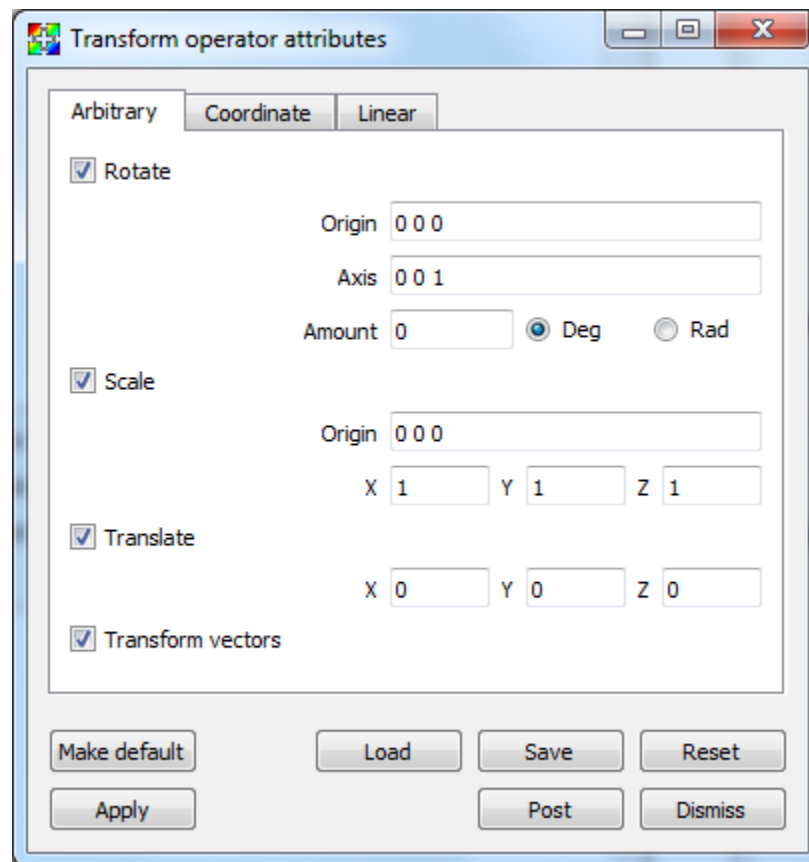 Transform operator attributes
Arbitrary Coordinate Linear
Rotate
Origin 0 0 0
Axis 0 0 1
Amount 0 Deg Rad
Scale
Origin 0 0 0
X 1 Y 1 Z 1
Translate
X 0 Y 0 Z 0
Transform vectors
Make default Load Save Reset
Apply Post Dismiss